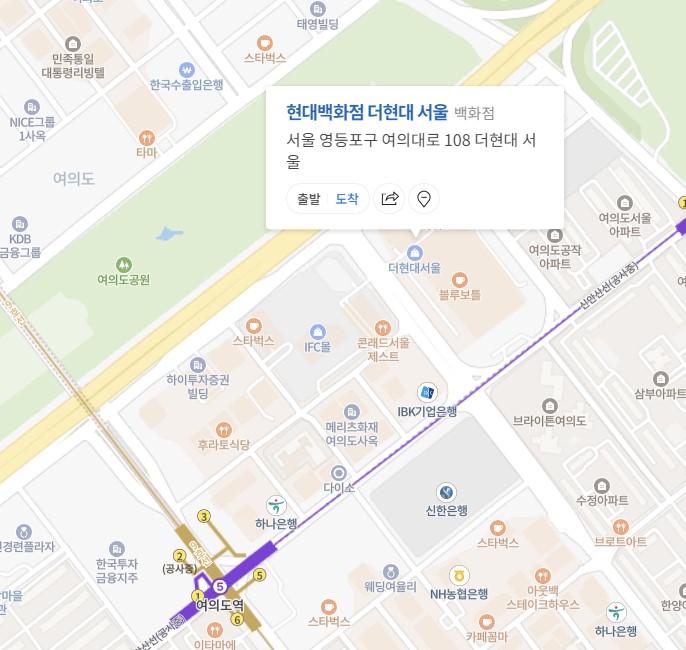 태영빌딩
스타벅스
민족통일
대통령리빙텔
한국수출입은행
NICE그룹
1사옥
타마
현대백화점 더현대 서울 백화점
서울 영등포구 여의대로 108 더현대 서
울
출발 도착
여의도
KDB
금융그룹
여의도공원
여의도서울
아파트
여의도공작
아파트
더현대서울
블루보틀
신안산선(공사중)
스타벅스
IFC몰
콘래드서울
제스트
하이투자증권
빌딩
IBK기업은행
삼부아파트
메리츠화재
여의도사옥
브라이튼여의도
후라토식당
다이소
신한은행
수정아파트
하나은행
3
스타벅스
브로트아트
한국투자
금융지주
2
(공사중)
5
5
1
여의도역
6
웨딩여율리
NH농협은행
아웃백
스테이크하우스
스타벅스
카페꼼마
하나은행
이타마에